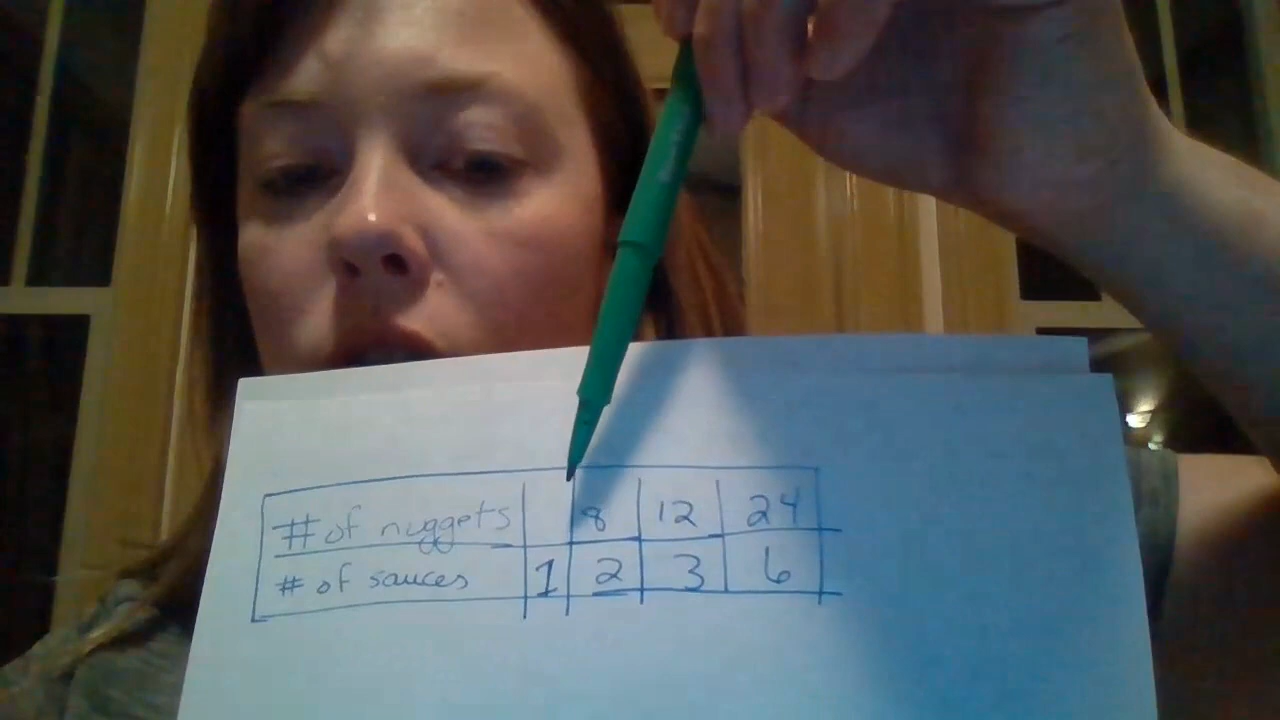 # of nuggets 8 12 24
# of sauces 1 2 3 6